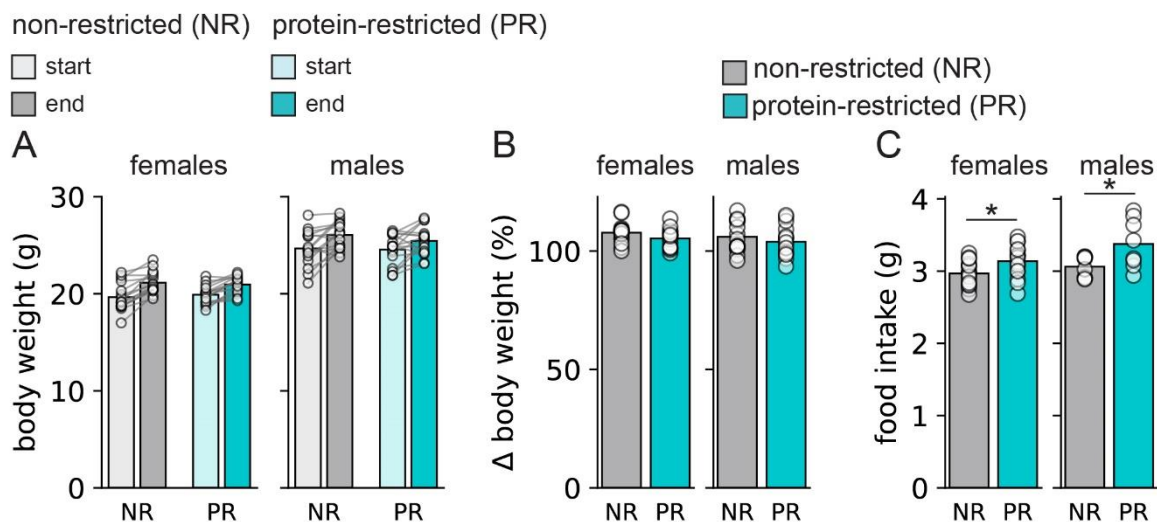 non-restricted (NR) protein-restricted (PR)
start start
end end
non-restricted (NR)
protein-restricted (PR)
A
females males
body weight (g)
30
20
10
0
NR PR NR PR
B
females males
Δ body weight (%)
100
50
0
NR PR NR PR
C
females males
food intake (g)
* *
4
3
2
1
0
NR PR NR PR